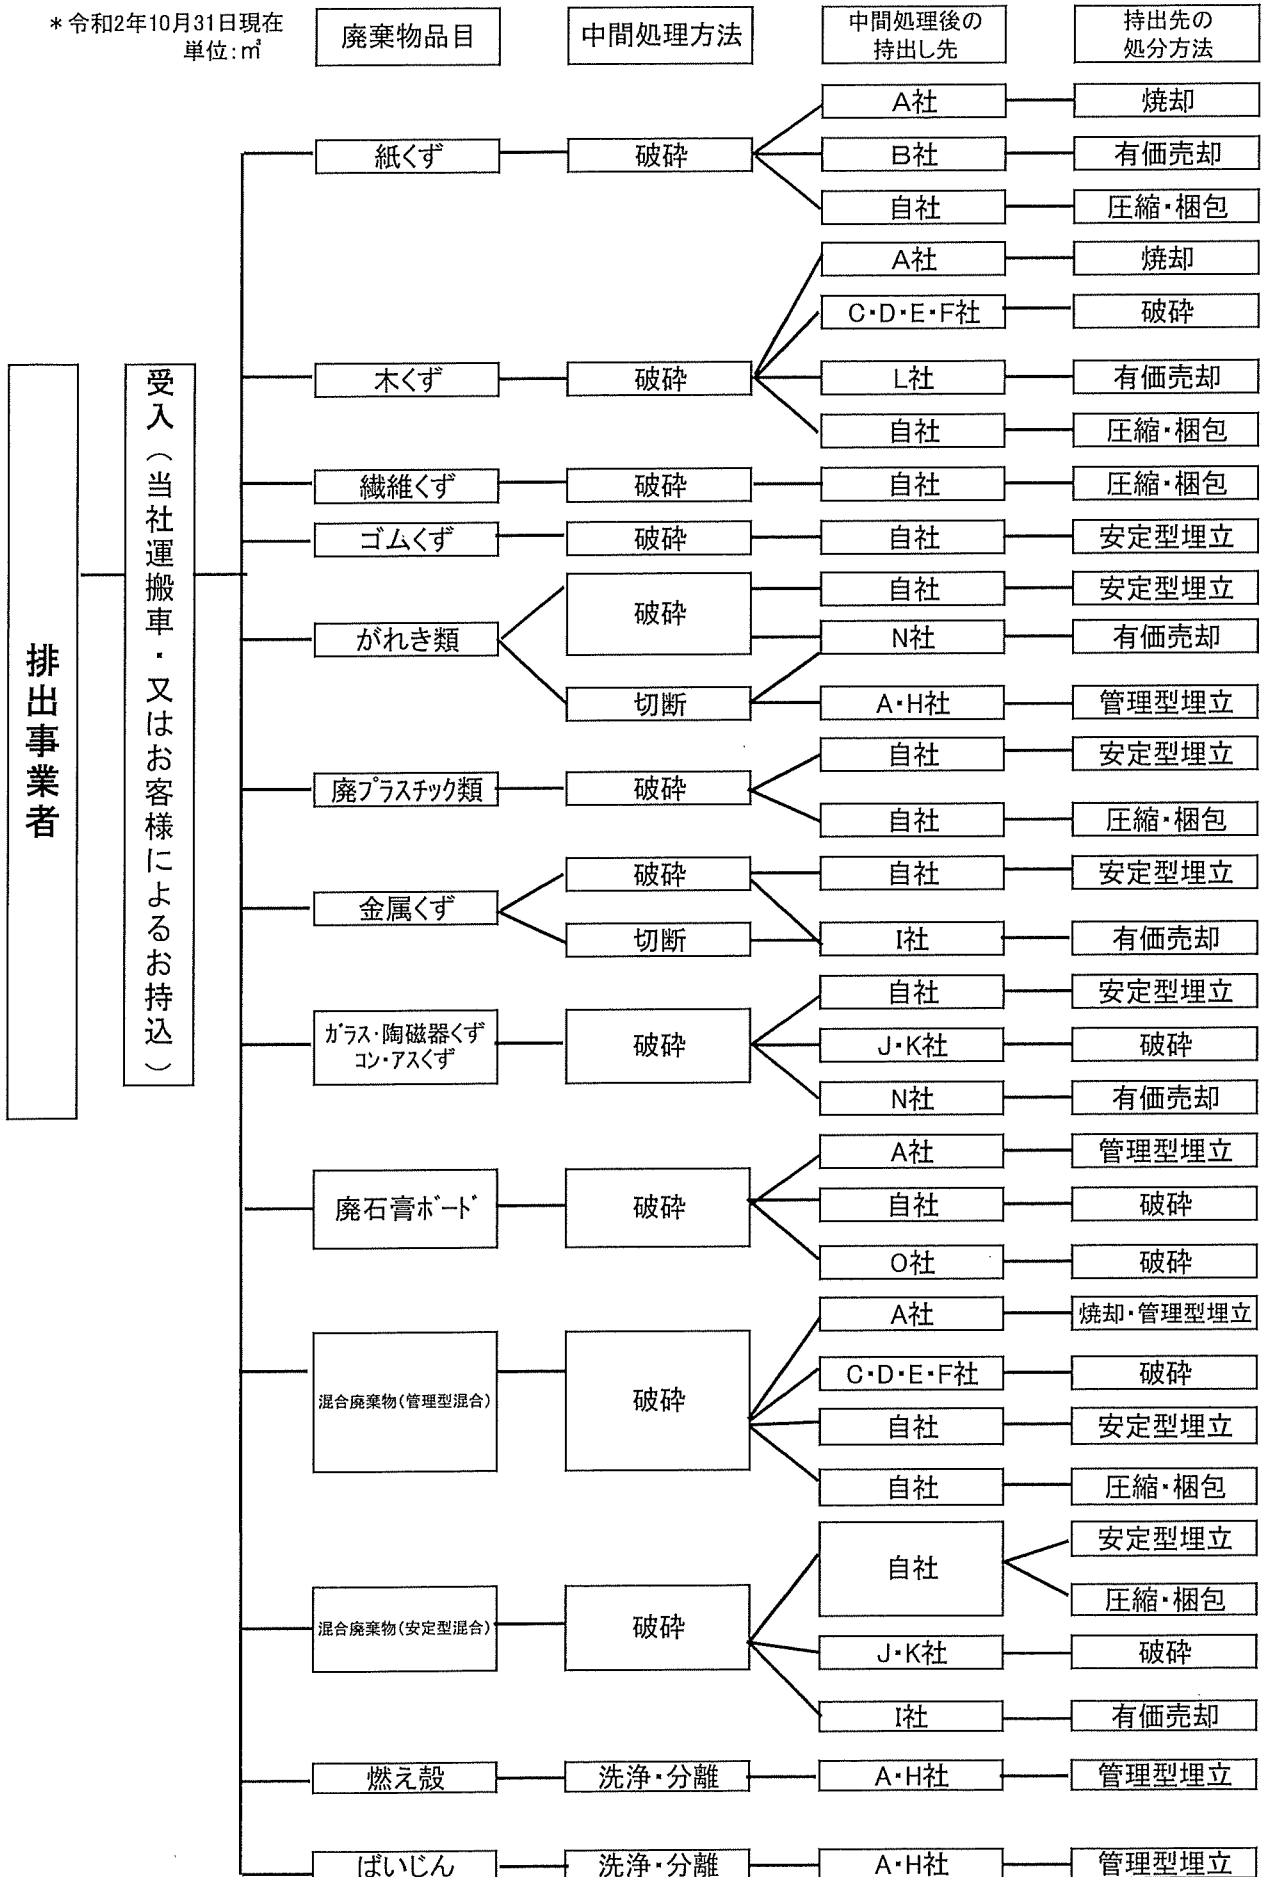 *令和2年10月31日現在
単位:㎥
廃棄物品目
中間処理方法
中間処理後の
持出し先
持出先の
処分方法
排出事業者
受入(当社運搬車・又はお客様によるお持込)
紙くず
破砕
A社
焼却
B社
有価売却
自社
圧縮・梱包
木くず
破砕
A社
焼却
C・D・E・F社
破砕
L社
有価売却
自社
圧縮・梱包
繊維くず
破砕
自社
圧縮・梱包
ゴムくず
破砕
自社
安定型埋立
がれき類
破砕
自社
安定型埋立
N社
有価売却
切断
A・H社
管理型埋立
廃プラスチック類
破砕
自社
安定型埋立
自社
圧縮・梱包
金属くず
破砕
自社
安定型埋立
切断
I社
有価売却
ガラス・陶磁器くず
コン・アスくず
破砕
自社
安定型埋立
J・K社
破砕
N社
有価売却
廃石膏ボード
破砕
A社
管理型埋立
自社
破砕
O社
破砕
混合廃棄物(管理型混合)
破砕
A社
焼却・管理型埋立
C・D・E・F社
破砕
自社
安定型埋立
自社
圧縮・梱包
混合廃棄物(安定型混合)
破砕
自社
安定型埋立
圧縮・梱包
J・K社
破砕
I社
有価売却
燃え殻
洗浄・分離
A・H社
管理型埋立
ばいじん
洗浄・分離
A・H社
管理型埋立